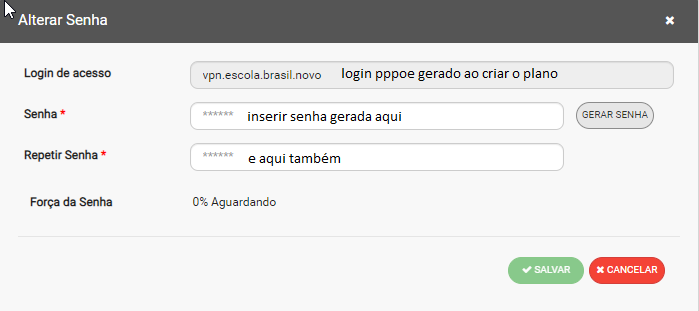 Alterar Senha
Login de acesso vpn.escola.brasil.novo login pppoe gerado ao criar o plano
Senha * ****** inserir senha gerada aqui GERAR SENHA
Repetir Senha * ****** e aqui também
Força da Senha 0% Aguardando
SALVAR CANCELAR